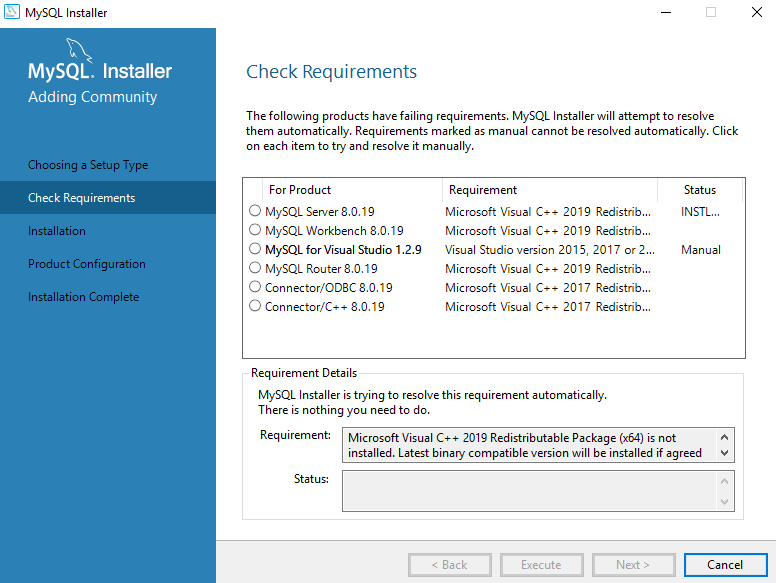 MySQL Installer
MySQL. Installer
Adding Community
Choosing a Setup Type
Check Requirements
Installation
Product Configuration
Installation Complete
Check Requirements
The following products have failing requirements. MySQL Installer will attempt to resolve
them automatically. Requirements marked as manual cannot be resolved automatically. Click
on each item to try and resolve it manually.
For Product Requirement Status
MySQL Server 8.0.19 Microsoft Visual C++ 2019 Redistrib... INSTL...
MySQL Workbench 8.0.19 Microsoft Visual C++ 2019 Redistrib...
MySQL for Visual Studio 1.2.9 Visual Studio version 2015, 2017 or 2... Manual
MySQL Router 8.0.19 Microsoft Visual C++ 2019 Redistrib...
Connector/ODBC 8.0.19 Microsoft Visual C++ 2017 Redistrib...
Connector/C++ 8.0.19 Microsoft Visual C++ 2017 Redistrib...
Requirement Details
MySQL Installer is trying to resolve this requirement automatically.
There is nothing you need to do.
Requirement: Microsoft Visual C++ 2019 Redistributable Package (x64) is not
installed. Latest binary compatible version will be installed if agreed
Status:
< Back Execute Next > Cancel